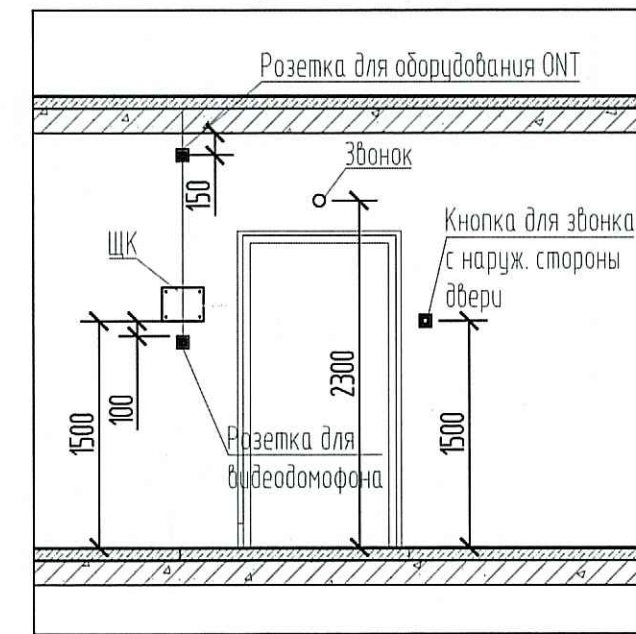 Розетка для оборудования ONT
Звонок
150
Кнопка для звонка
с наруж. стороны
двери
ЩК
1500
100
2300
1500
Розетка для
видеодомофона